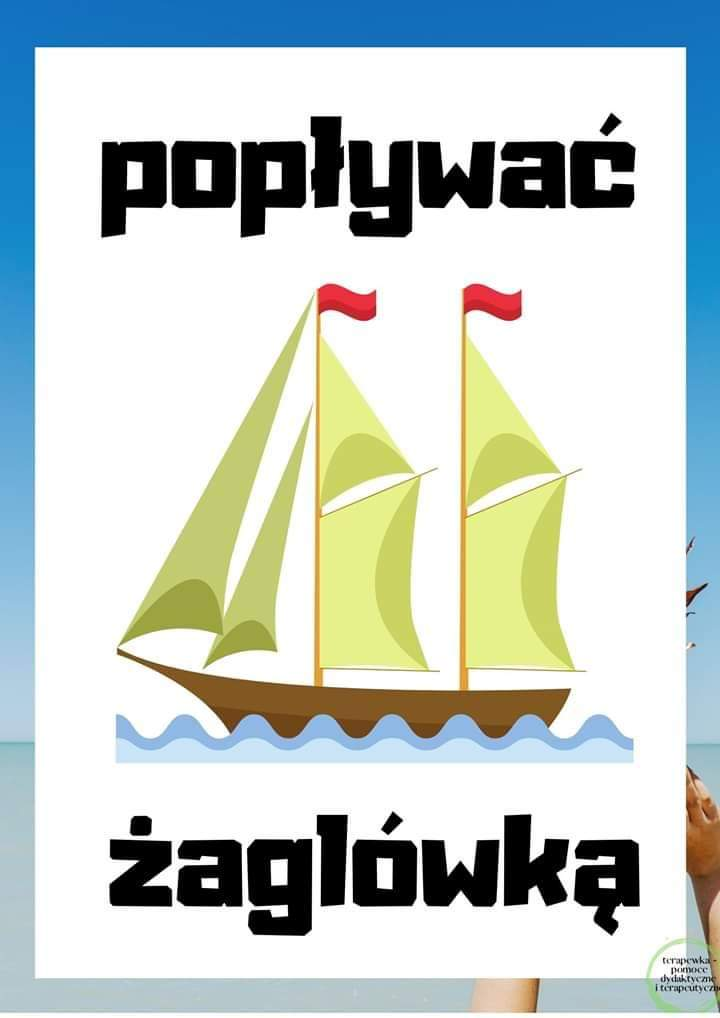 popływać
żaglówką
terapewka -
pomoce
dydaktyczne
i terapeutyczne